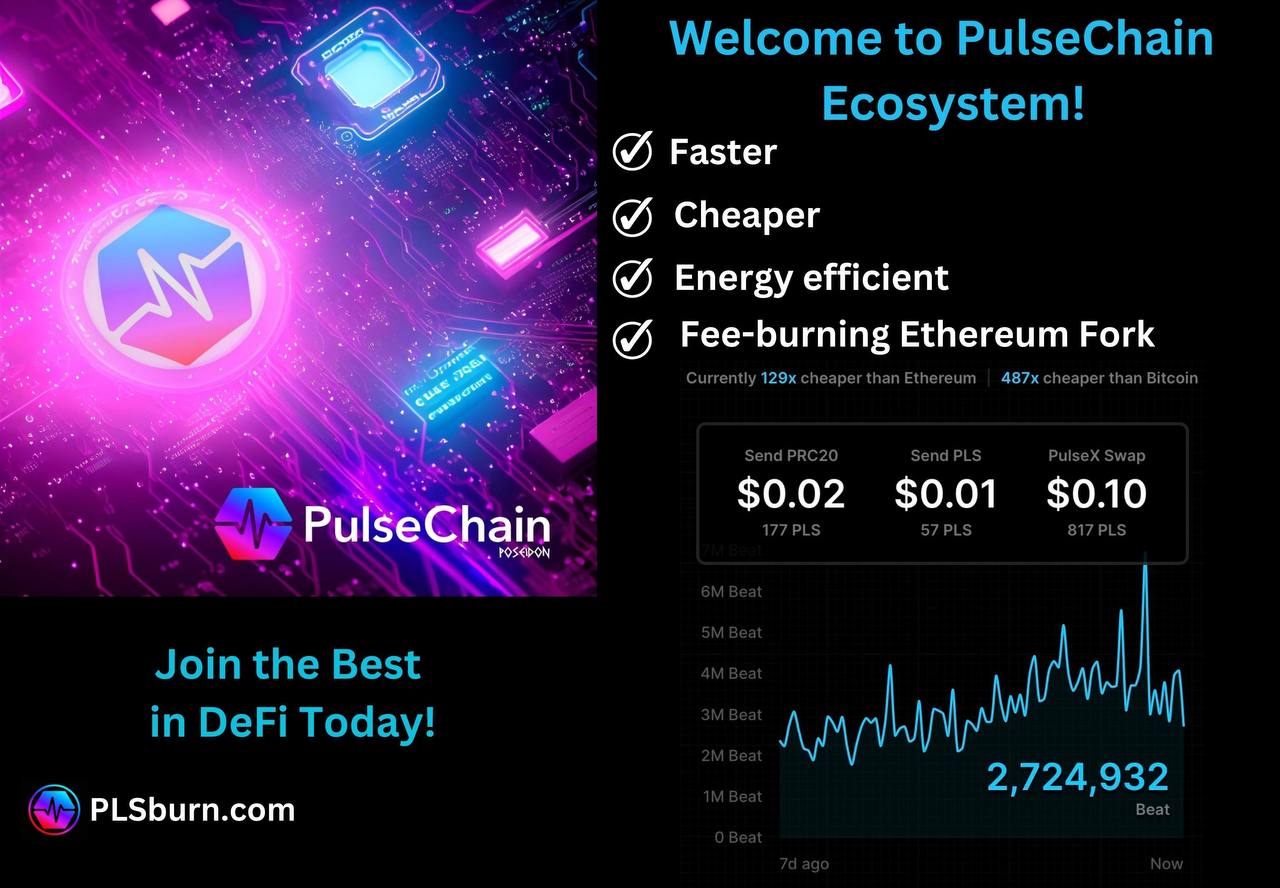 Welcome to PulseChain
Ecosystem!
Faster
Cheaper
Energy efficient
Fee-burning Ethereum Fork
Currently 129x cheaper than Ethereum | 487x cheaper than Bitcoin
Send PRC20
Send PLS
PulseX Swap
$0.02
$0.01
$0.10
177 PLS
57 PLS
817 PLS
7M Beat
6M Beat
5M Beat
4M Beat
3M Beat
2M Beat
1M Beat
0 Beat
2,724,932
Beat
7d ago
Now
PulseChain
POSEIDON
Join the Best
in DeFi Today!
PLSburn.com